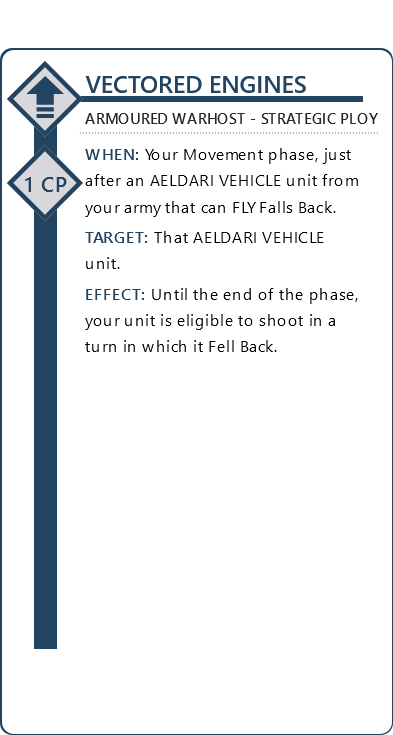 VECTORED ENGINES
ARMOURED WARHOST - STRATEGIC PLOY
1 CP
WHEN: Your Movement phase, just
after an AELDARI VEHICLE unit from
your army that can FLY Falls Back.
TARGET: That AELDARI VEHICLE
unit.
EFFECT: Until the end of the phase,
your unit is eligible to shoot in a
turn in which it Fell Back.